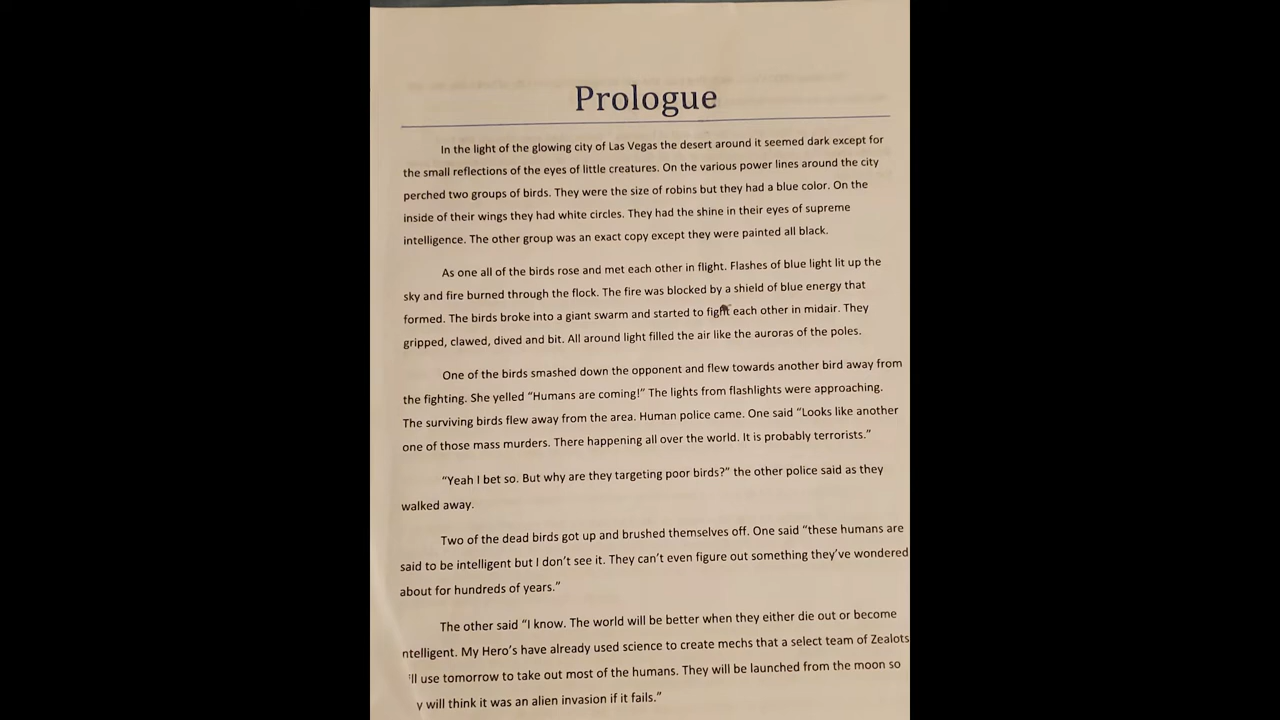 Prologue
In the light of the glowing city of Las Vegas the desert around it seemed dark except for
the small reflections of the eyes of little creatures. On the various power lines around the city
perched two groups of birds. They were the size of robins but they had a blue color. On the
inside of their wings they had white circles. They had the shine in their eyes of supreme
intelligence. The other group was an exact copy except they were painted all black.
As one all of the birds rose and met each other in flight. Flashes of blue light lit up the
sky and fire burned through the flock. The fire was blocked by a shield of blue energy that
formed. The birds broke into a giant swarm and started to fight each other in midair. They
gripped, clawed, dived and bit. All around light filled the air like the auroras of the poles.
One of the birds smashed down the opponent and flew towards another bird away from
the fighting. She yelled “Humans are coming!” The lights from flashlights were approaching.
The surviving birds flew away from the area. Human police came. One said “Looks like another
one of those mass murders. There happening all over the world. It is probably terrorists.”
“Yeah I bet so. But why are they targeting poor birds?” the other police said as they
walked away.
Two of the dead birds got up and brushed themselves off. One said “these humans are
said to be intelligent but I don’t see it. They can’t even figure out something they’ve wondered
about for hundreds of years.”
The other said “I know. The world will be better when they either die out or become
ntelligent. My Hero’s have already used science to create mechs that a select team of Zealots
'll use tomorrow to take out most of the humans. They will be launched from the moon so
y will think it was an alien invasion if it fails.”